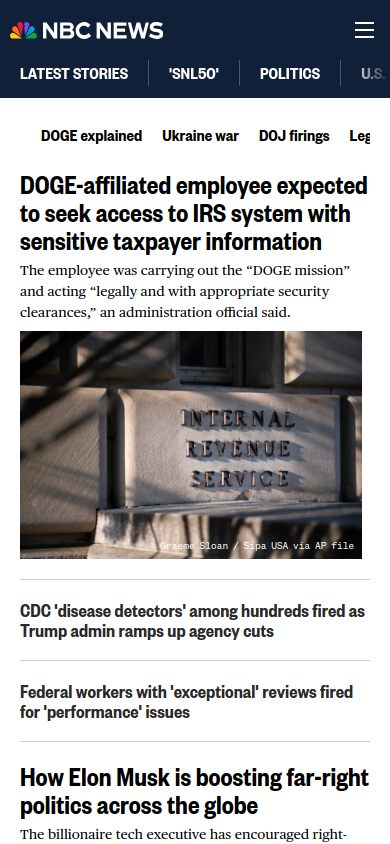 NBC NEWS
LATEST STORIES
'SNL50'
POLITICS
U.S.
DOGE explained
Ukraine war
DOJ firings
DOGE-affiliated employee expected
to seek access to IRS system with
sensitive taxpayer information
The employee was carrying out the “DOGE mission”
and acting “legally and with appropriate security
clearances,” an administration official said.
INTERNAL
REVENUE
SERVICE
Graeme Sloan / Sipa USA via AP file
CDC 'disease detectors' among hundreds fired as
Trump admin ramps up agency cuts
Federal workers with 'exceptional' reviews fired
for 'performance' issues
How Elon Musk is boosting far-right
politics across the globe
The billionaire tech executive has encouraged right-